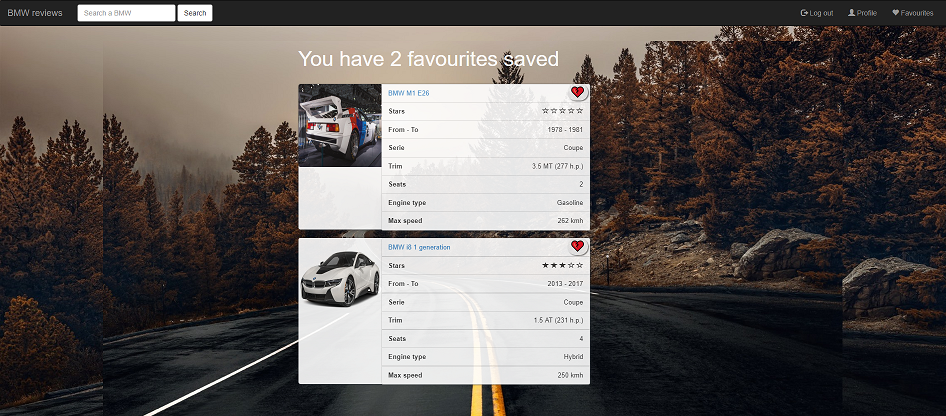 BMW reviews Search a BMW Search Log out Profile Favourites
You have 2 favourites saved
BMW M1 E26
Stars ☆☆☆☆☆
From - To 1978 - 1981
Serie Coupe
Trim 3.5 MT (277 h.p.)
Seats 2
Engine type Gasoline
Max speed 262 kmh
BMW i8 1 generation
Stars ★★★☆☆
From - To 2013 - 2017
Serie Coupe
Trim 1.5 AT (231 h.p.)
Seats 4
Engine type Hybrid
Max speed 250 kmh